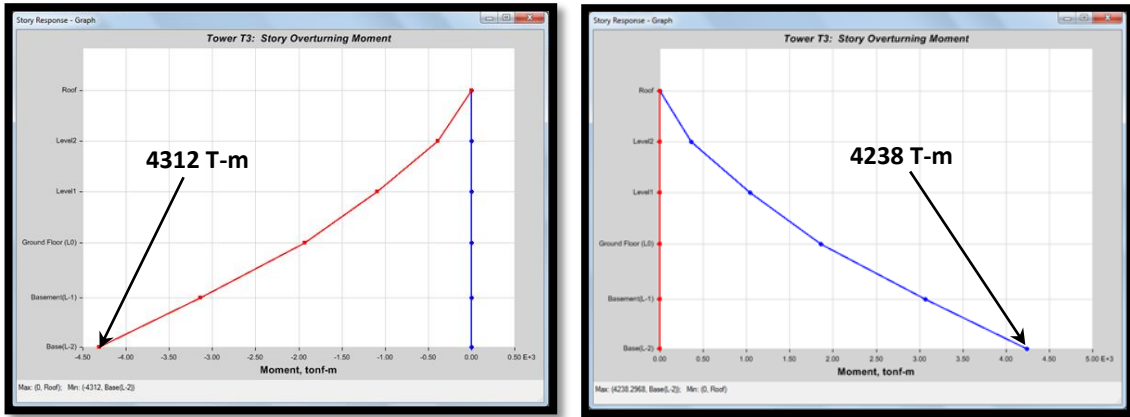 Story Response - Graph
Tower T3: Story Overturning Moment
Roof
Level2
4312 T-m
Level1
Ground Floor (L0)
Basement(L-1)
Base(L-2)
-4.50 -4.00 -3.50 -3.00 -2.50 -2.00 -1.50 -1.00 -0.50 0.00 0.50 E+3
Moment, tonf-m
Max: (0, Roof); Min: (-4312, Base(L-2))
Story Response - Graph
Tower T3: Story Overturning Moment
Roof
Level2
4238 T-m
Level1
Ground Floor (L0)
Basement(L-1)
Base(L-2)
0.00 0.50 1.00 1.50 2.00 2.50 3.00 3.50 4.00 4.50 5.00 E+3
Moment, tonf-m
Max: (4238.2968, Base(L-2)); Min: (0, Roof)